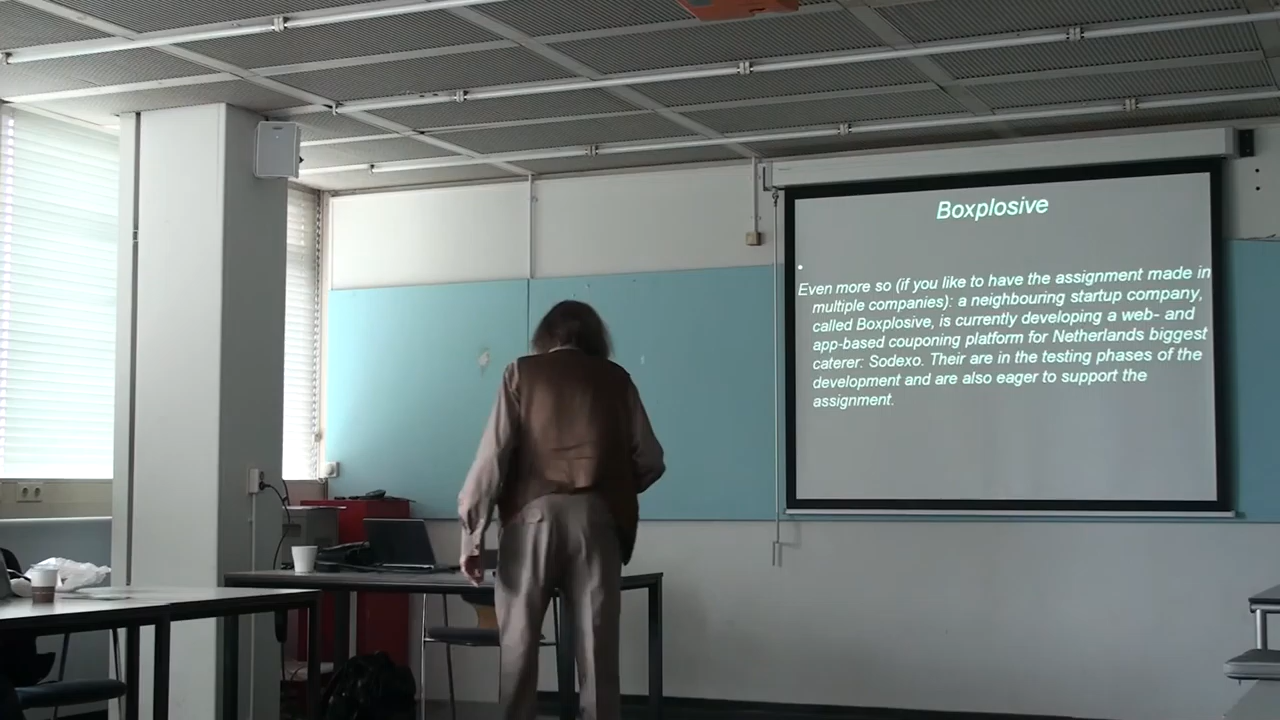 Boxplosive
Even more so (if you like to have the assignment made in
multiple companies): a neighbouring startup company,
called Boxplosive, is currently developing a web- and
app-based couponing platform for Netherlands biggest
caterer: Sodexo. Their are in the testing phases of the
development and are also eager to support the
assignment.